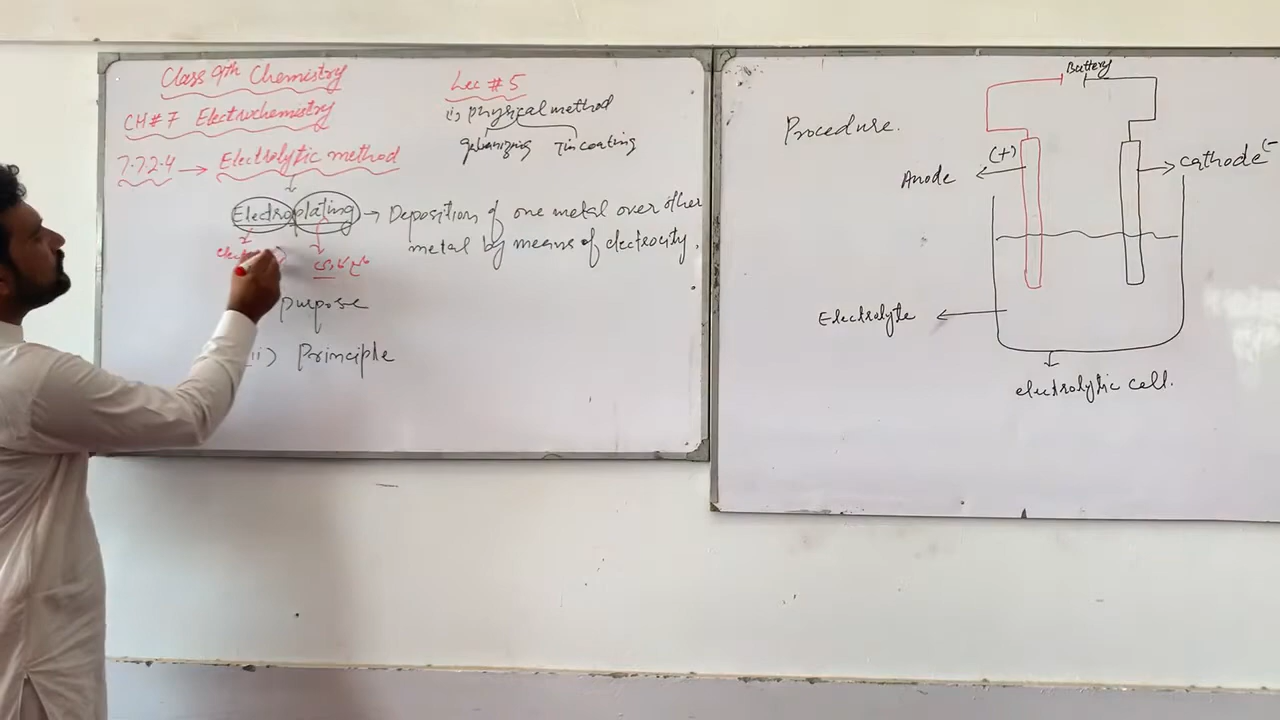 Class 9th Chemistry
Lec # 5
CH # 7 Electrochemistry
i) physical method
galvanizing Tin coating
7.7.2.4 → Electrolytic method
Electroplating → Deposition of one metal over other
metal by means of electrocity.
purpose
ii) Principle
Battery
Procedure.
(+)
Anode
cathode (-
Electrolyte
electrolytic cell.